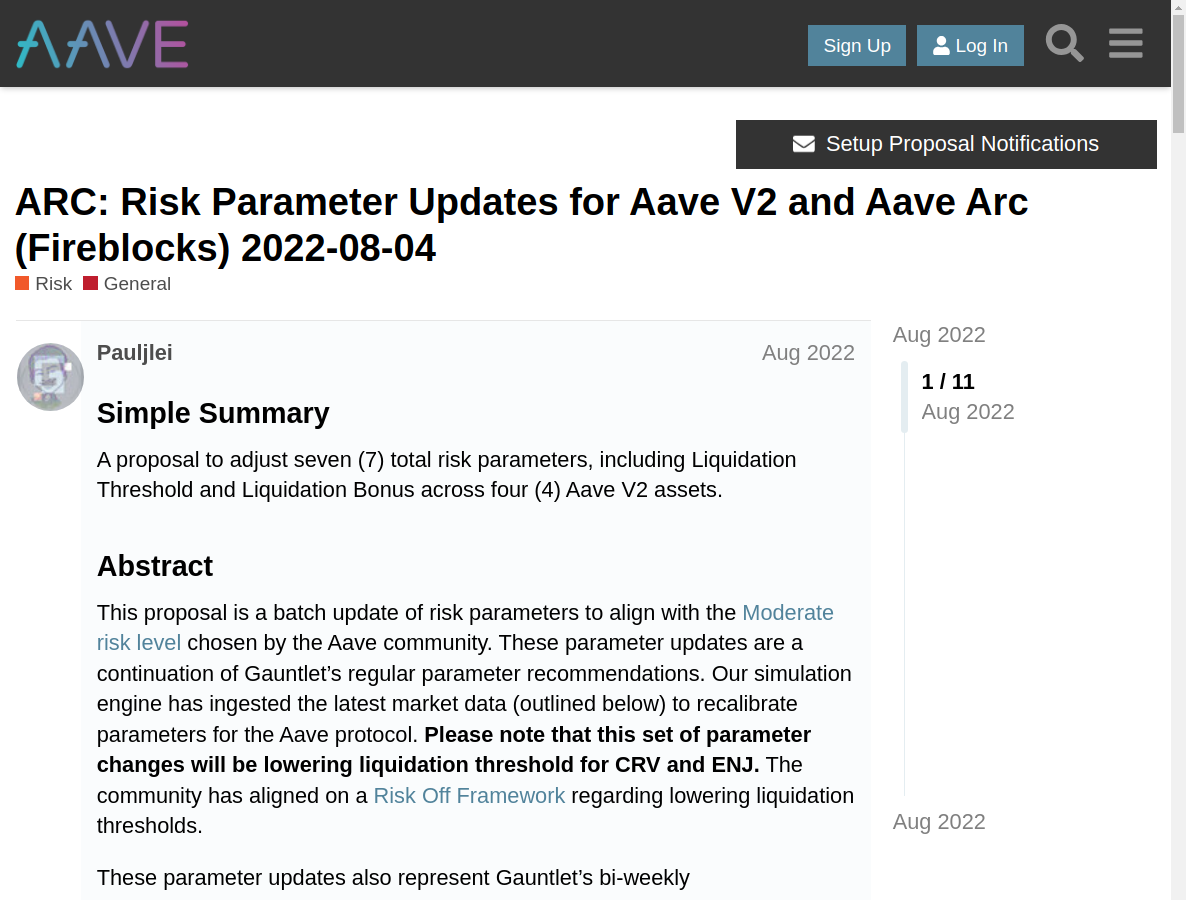 AAVE
Sign Up
Log In
Setup Proposal Notifications
ARC: Risk Parameter Updates for Aave V2 and Aave Arc
(Fireblocks) 2022-08-04
Risk General
Pauljlei Aug 2022
Simple Summary
A proposal to adjust seven (7) total risk parameters, including Liquidation
Threshold and Liquidation Bonus across four (4) Aave V2 assets.
Abstract
This proposal is a batch update of risk parameters to align with the Moderate
risk level chosen by the Aave community. These parameter updates are a
continuation of Gauntlet’s regular parameter recommendations. Our simulation
engine has ingested the latest market data (outlined below) to recalibrate
parameters for the Aave protocol. Please note that this set of parameter
changes will be lowering liquidation threshold for CRV and ENJ. The
community has aligned on a Risk Off Framework regarding lowering liquidation
thresholds.
These parameter updates also represent Gauntlet’s bi-weekly
Aug 2022
1 / 11
Aug 2022
Aug 2022